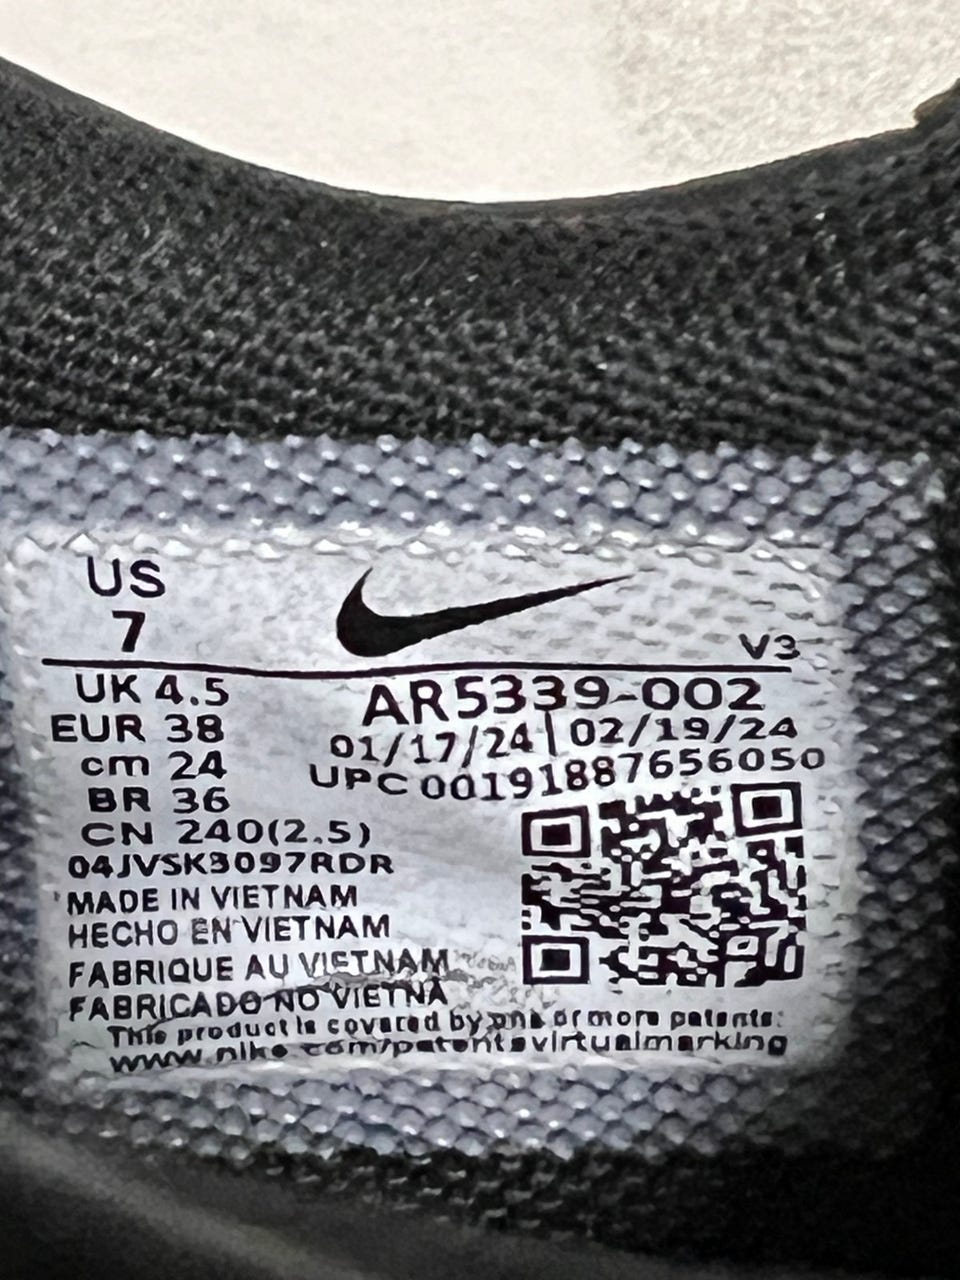 US
7
V3
UK 4.5
EUR 38
cm 24
BR 36
CN 240(2.5)
AR5339-002
01/17/24 | 02/19/24
UPC 00191887656050
04JVSK3097RDR
MADE IN VIETNAM
HECHO EN VIETNAM
FABRIQUE AU VIETNAM
FABRICADO NO VIETNÃ
This product is covered by one or more patents:
www.nike.com/patentsvirtualmarking